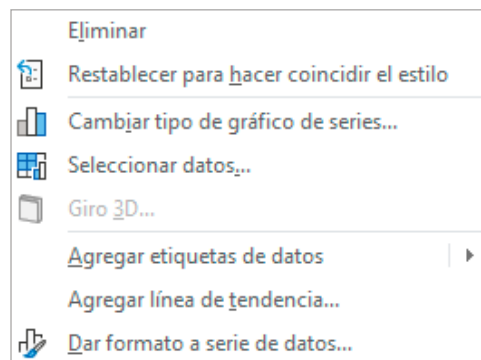 Eliminar
Restablecer para hacer coincidir el estilo
Cambiar tipo de gráfico de series...
Seleccionar datos...
Giro 3D...
Agregar etiquetas de datos
Agregar línea de tendencia...
Dar formato a serie de datos...